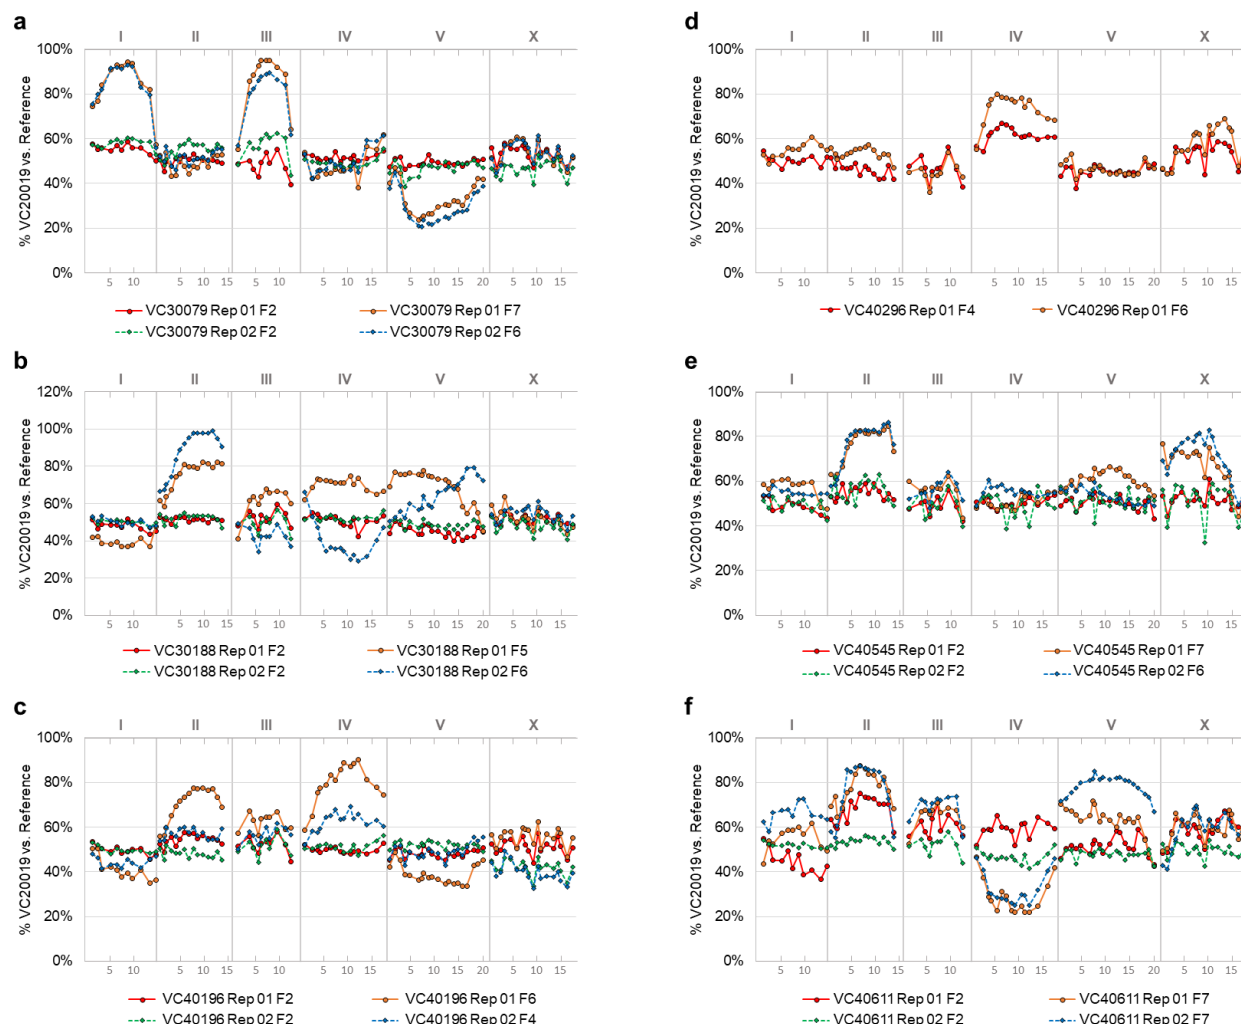 a
I II III IV V X
% VC20019 vs. Reference
100%
80%
60%
40%
20%
0%
5 10 5 10 15 5 10 5 10 15 5 10 15 20 5 10 15
VC30079 Rep 01 F2 VC30079 Rep 01 F7
VC30079 Rep 02 F2 VC30079 Rep 02 F6
b
I II III IV V X
% VC20019 vs. Reference
120%
100%
80%
60%
40%
20%
0%
5 10 5 10 15 5 10 5 10 15 5 10 15 20 5 10 15
VC30188 Rep 01 F2 VC30188 Rep 01 F5
VC30188 Rep 02 F2 VC30188 Rep 02 F6
c
I II III IV V X
% VC20019 vs. Reference
100%
80%
60%
40%
20%
0%
5 10 5 10 15 5 10 5 10 15 5 10 15 20 5 10 15
VC40196 Rep 01 F2 VC40196 Rep 01 F6
VC40196 Rep 02 F2 VC40196 Rep 02 F4
d
I II III IV V X
% VC20019 vs. Reference
100%
80%
60%
40%
20%
0%
5 10 5 10 15 5 10 5 10 15 5 10 15 20 5 10 15
VC40296 Rep 01 F4 VC40296 Rep 01 F6
e
I II III IV V X
% VC20019 vs. Reference
100%
80%
60%
40%
20%
0%
5 10 5 10 15 5 10 5 10 15 5 10 15 20 5 10 15
VC40545 Rep 01 F2 VC40545 Rep 01 F7
VC40545 Rep 02 F2 VC40545 Rep 02 F6
f
I II III IV V X
% VC20019 vs. Reference
100%
80%
60%
40%
20%
0%
5 10 5 10 15 5 10 5 10 15 5 10 15 20 5 10 15
VC40611 Rep 01 F2 VC40611 Rep 01 F7
VC40611 Rep 02 F2 VC40611 Rep 02 F7